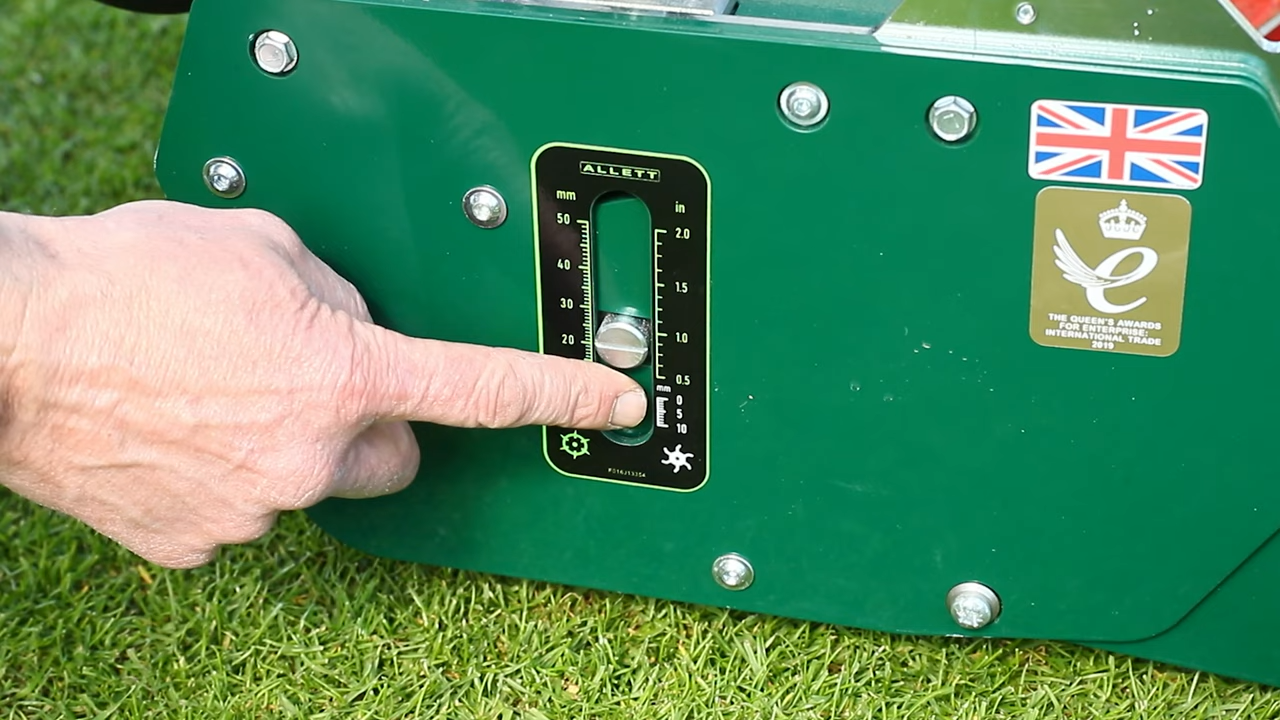 ALLETT
mm
in
50
2.0
40
1.5
30
1.0
20
0.5
mm
0
5
10
F016J13354
THE QUEEN'S AWARDS
FOR ENTERPRISE:
INTERNATIONAL TRADE
2019